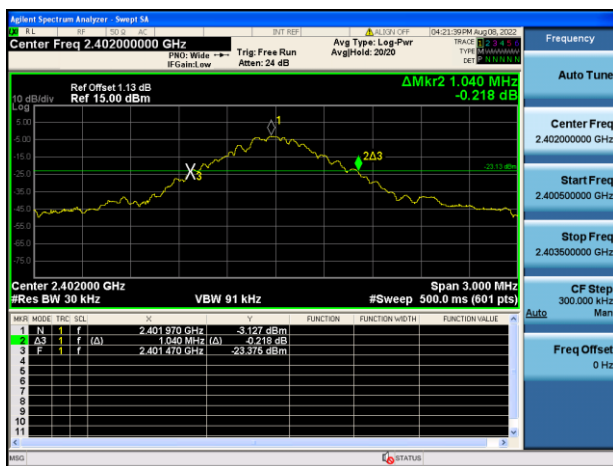 Agilent Spectrum Analyzer - Swept SA
RL RF 50 Ω AC INT REF ALIGN OFF 04:21:39 PM Aug 08, 2022
Center Freq 2.402000000 GHz
PNO: Wide
IFGain:Low
Trig: Free Run
Atten: 24 dB
Avg Type: Log-Pwr
Avg|Hold: 20/20
TRACE 1 2 3 4 5 6
TYPE M
DET P N N N N N
Frequency
Auto Tune
Center Freq
2.402000000 GHz
Start Freq
2.400500000 GHz
Stop Freq
2.403500000 GHz
CF Step
300.000 kHz
Auto Man
Freq Offset
0 Hz
Ref Offset 1.13 dB
10 dB/div Ref 15.00 dBm
Log
ΔMkr2 1.040 MHz
-0.218 dB
5.00
-5.00
-15.0
-25.0
-35.0
-45.0
-55.0
-65.0
-75.0
1
2Δ3
3
-23.13 dBm
Center 2.402000 GHz Span 3.000 MHz
#Res BW 30 kHz VBW 91 kHz #Sweep 500.0 ms (601 pts)
MKR MODE TRC SCL X Y FUNCTION FUNCTION WIDTH FUNCTION VALUE
1 N 1 f 2.401 970 GHz -3.127 dBm
2 Δ3 1 f (Δ) 1.040 MHz (Δ) -0.218 dB
3 F 1 f 2.401 470 GHz -23.375 dBm
4
5
6
7
8
9
10
11
MSG STATUS